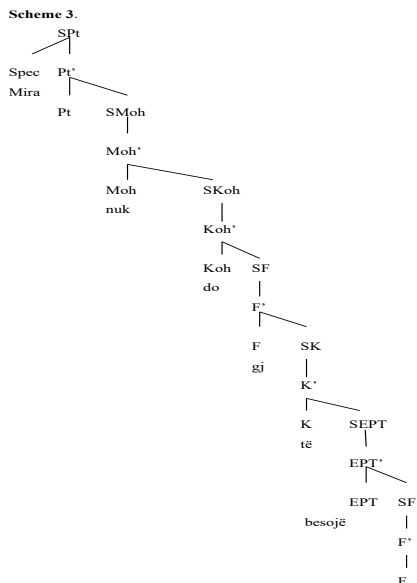 Scheme 3.
SPt
Spec Pt’
Mira
Pt SMoh
Moh’
Moh SKoh
nuk
Koh’
Koh SF
do
F’
F SK
gj
K’
K SEPT
të
EPT’
EPT SF
besojë
F’
F